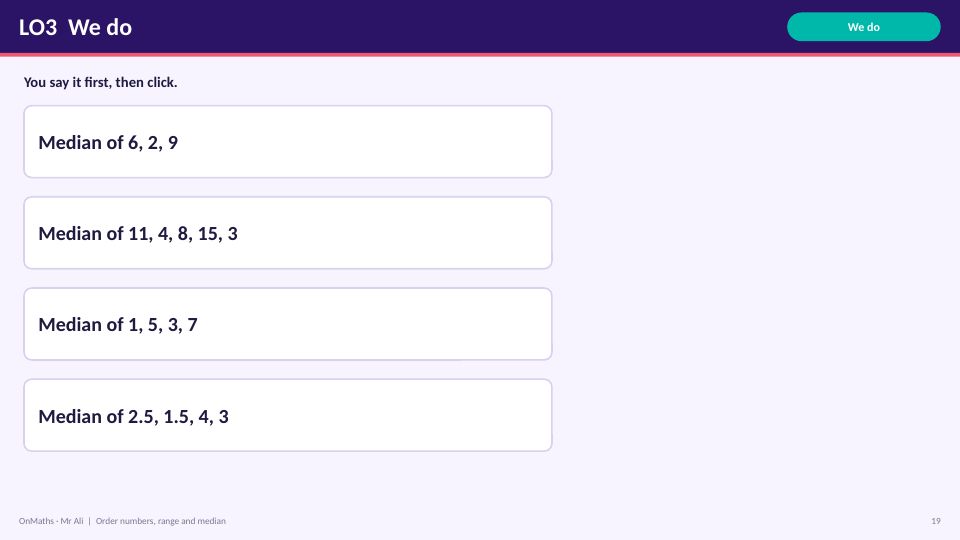 LO3  We do
We do
You say it first, then click.
Median of 6, 2, 9
Median of 11, 4, 8, 15, 3
Median of 1, 5, 3, 7
Median of 2.5, 1.5, 4, 3
OnMaths - Mr Ali  |  Order numbers, range and median
19